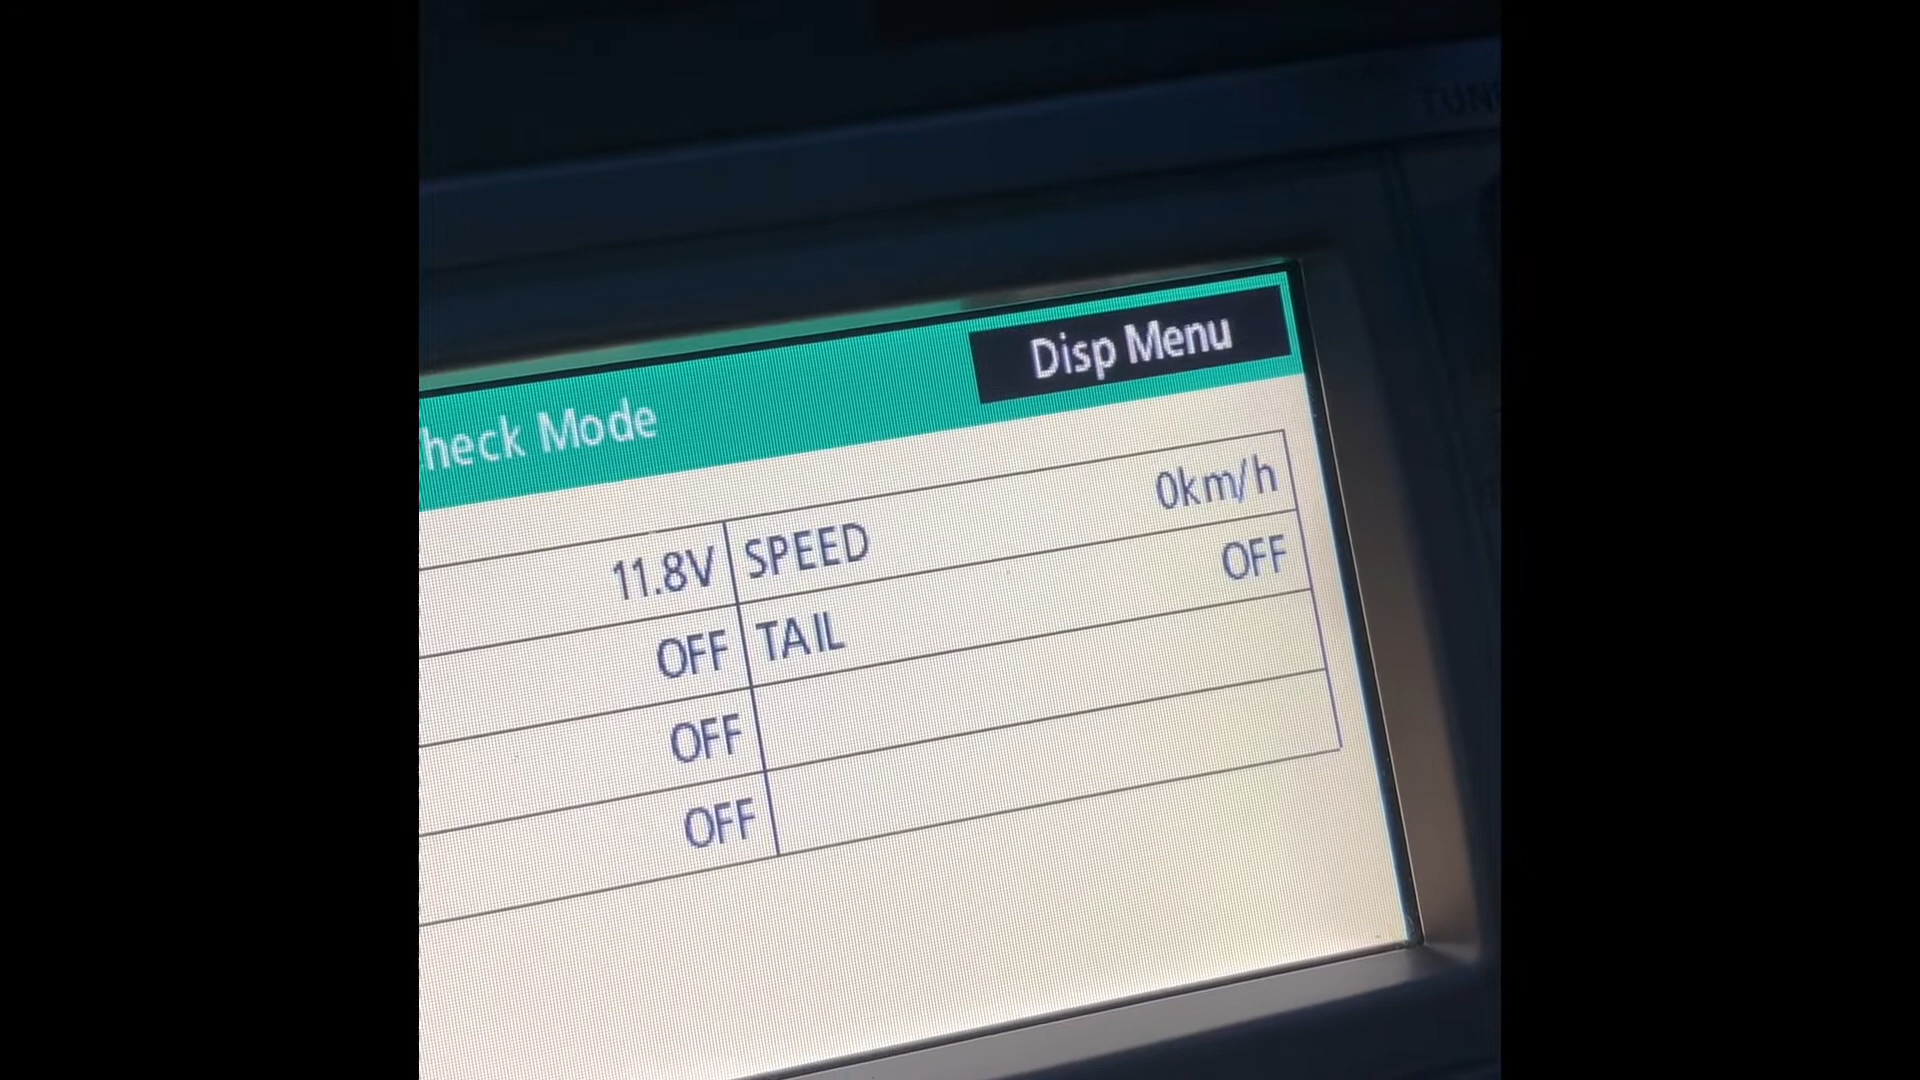 Disp Menu
heck Mode
11.8V SPEED 0km/h
OFF TAIL OFF
OFF
OFF